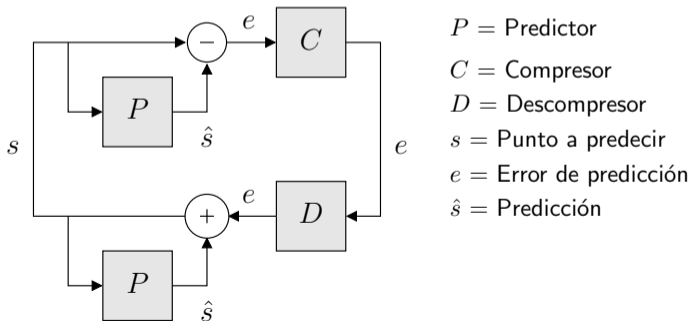 e
−
C
P = Predictor
C = Compresor
P
D = Descompresor
ŝ
s
e
s = Punto a predecir
e = Error de predicción
e
+
D
ŝ = Predicción
P
ŝ